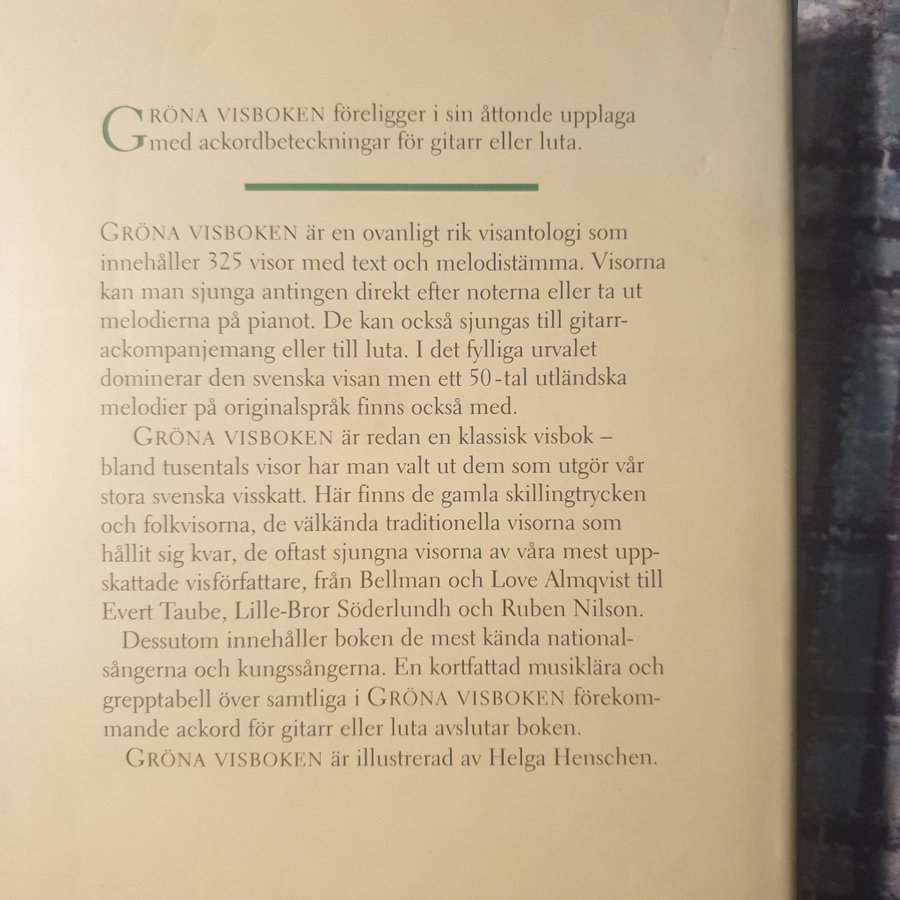 GRÖNA VISBOKEN föreligger i sin åttonde upplaga
med ackordbeteckningar för gitarr eller luta.
GRÖNA VISBOKEN är en ovanligt rik visantologi som
innehåller 325 visor med text och melodistämma. Visorna
kan man sjunga antingen direkt efter noterna eller ta ut
melodierna på pianot. De kan också sjungas till gitarr-
ackompanjemang eller till luta. I det fylliga urvalet
dominerar den svenska visan men ett 50-tal utländska
melodier på originalspråk finns också med.
GRÖNA VISBOKEN är redan en klassisk visbok –
bland tusentals visor har man valt ut dem som utgör vår
stora svenska visskatt. Här finns de gamla skillingtrycken
och folkvisorna, de välkända traditionella visorna som
hållit sig kvar, de oftast sjungna visorna av våra mest upp-
skattade visförfattare, från Bellman och Love Almqvist till
Evert Taube, Lille-Bror Söderlundh och Ruben Nilson.
Dessutom innehåller boken de mest kända national-
sångerna och kungssångerna. En kortfattad musiklära och
grepptabell över samtliga i GRÖNA VISBOKEN förekom-
mande ackord för gitarr eller luta avslutar boken.
GRÖNA VISBOKEN är illustrerad av Helga Henschen.